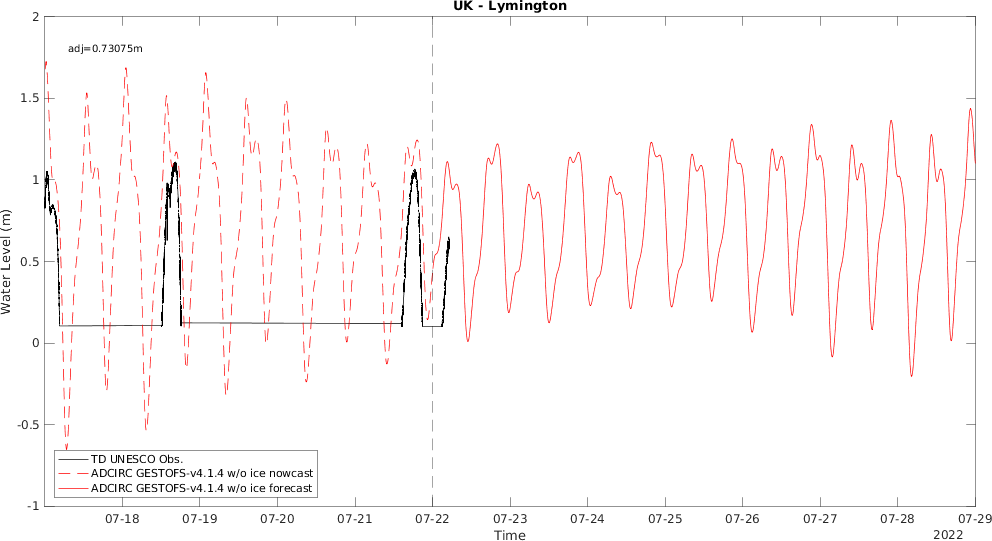 UK - Lymington
adj=0.73075m
Water Level (m)
2
1.5
1
0.5
0
-0.5
-1
TD UNESCO Obs.
ADCIRC GESTOFS-v4.1.4 w/o ice nowcast
ADCIRC GESTOFS-v4.1.4 w/o ice forecast
07-18 07-19 07-20 07-21 07-22 07-23 07-24 07-25 07-26 07-27 07-28 07-29
Time
2022